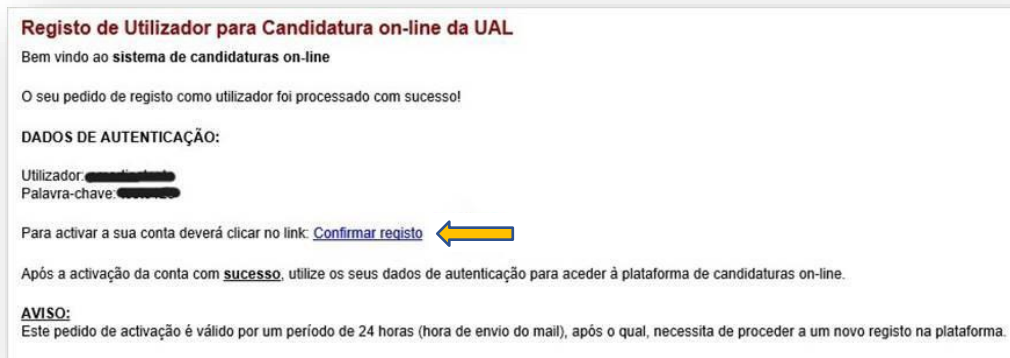 Registo de Utilizador para Candidatura on-line da UAL
Bem vindo ao sistema de candidaturas on-line
O seu pedido de registo como utilizador foi processado com sucesso!
DADOS DE AUTENTICAÇÃO:
Utilizador:
Palavra-chave:
Para activar a sua conta deverá clicar no link: Confirmar registo
Após a activação da conta com sucesso, utilize os seus dados de autenticação para aceder à plataforma de candidaturas on-line.
AVISO:
Este pedido de activação é válido por um período de 24 horas (hora de envio do mail), após o qual, necessita de proceder a um novo registo na plataforma.